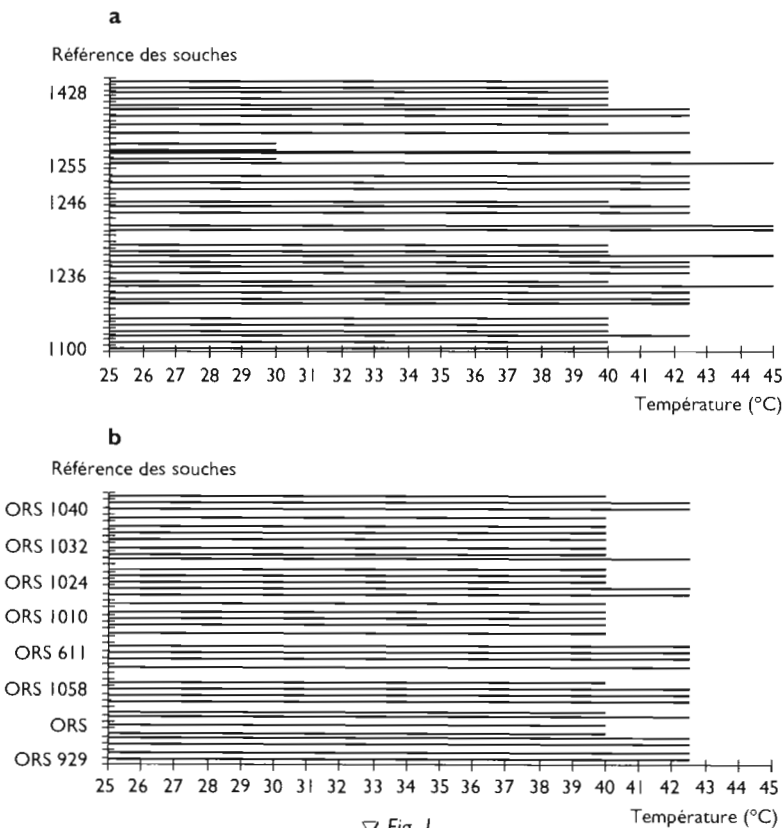 a
Référence des souches
1428
1255
1246
1236
1100
25 26 27 28 29 30 31 32 33 34 35 36 37 38 39 40 41 42 43 44 45
Température (°C)
b
Référence des souches
ORS 1040
ORS 1032
ORS 1024
ORS 1010
ORS 611
ORS 1058
ORS
ORS 929
25 26 27 28 29 30 31 32 33 34 35 36 37 38 39 40 41 42 43 44 45
Température (°C)
Fig. 1